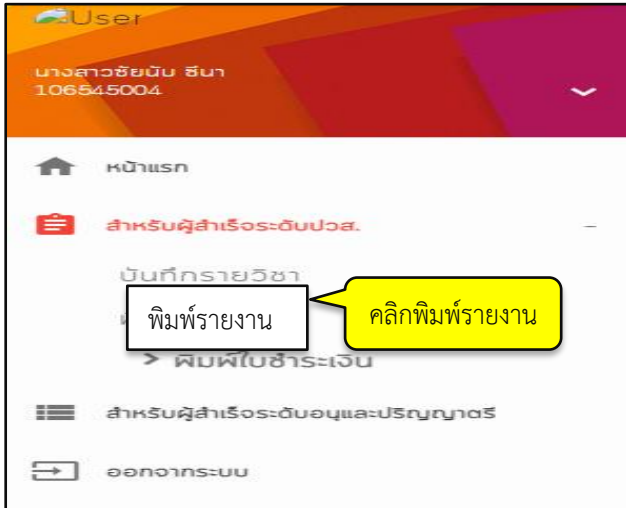 User
นางสาวซัยนับ ซีนา
106545004
หน้าแรก
สำหรับผู้สำเร็จระดับปวส.
บันทึกรายวิชา
พิมพ์รายงาน
คลิกพิมพ์รายงาน
> พิมพ์ใบชำระเงิน
สำหรับผู้สำเร็จระดับอนุและปริญญาตรี
ออกจากระบบ